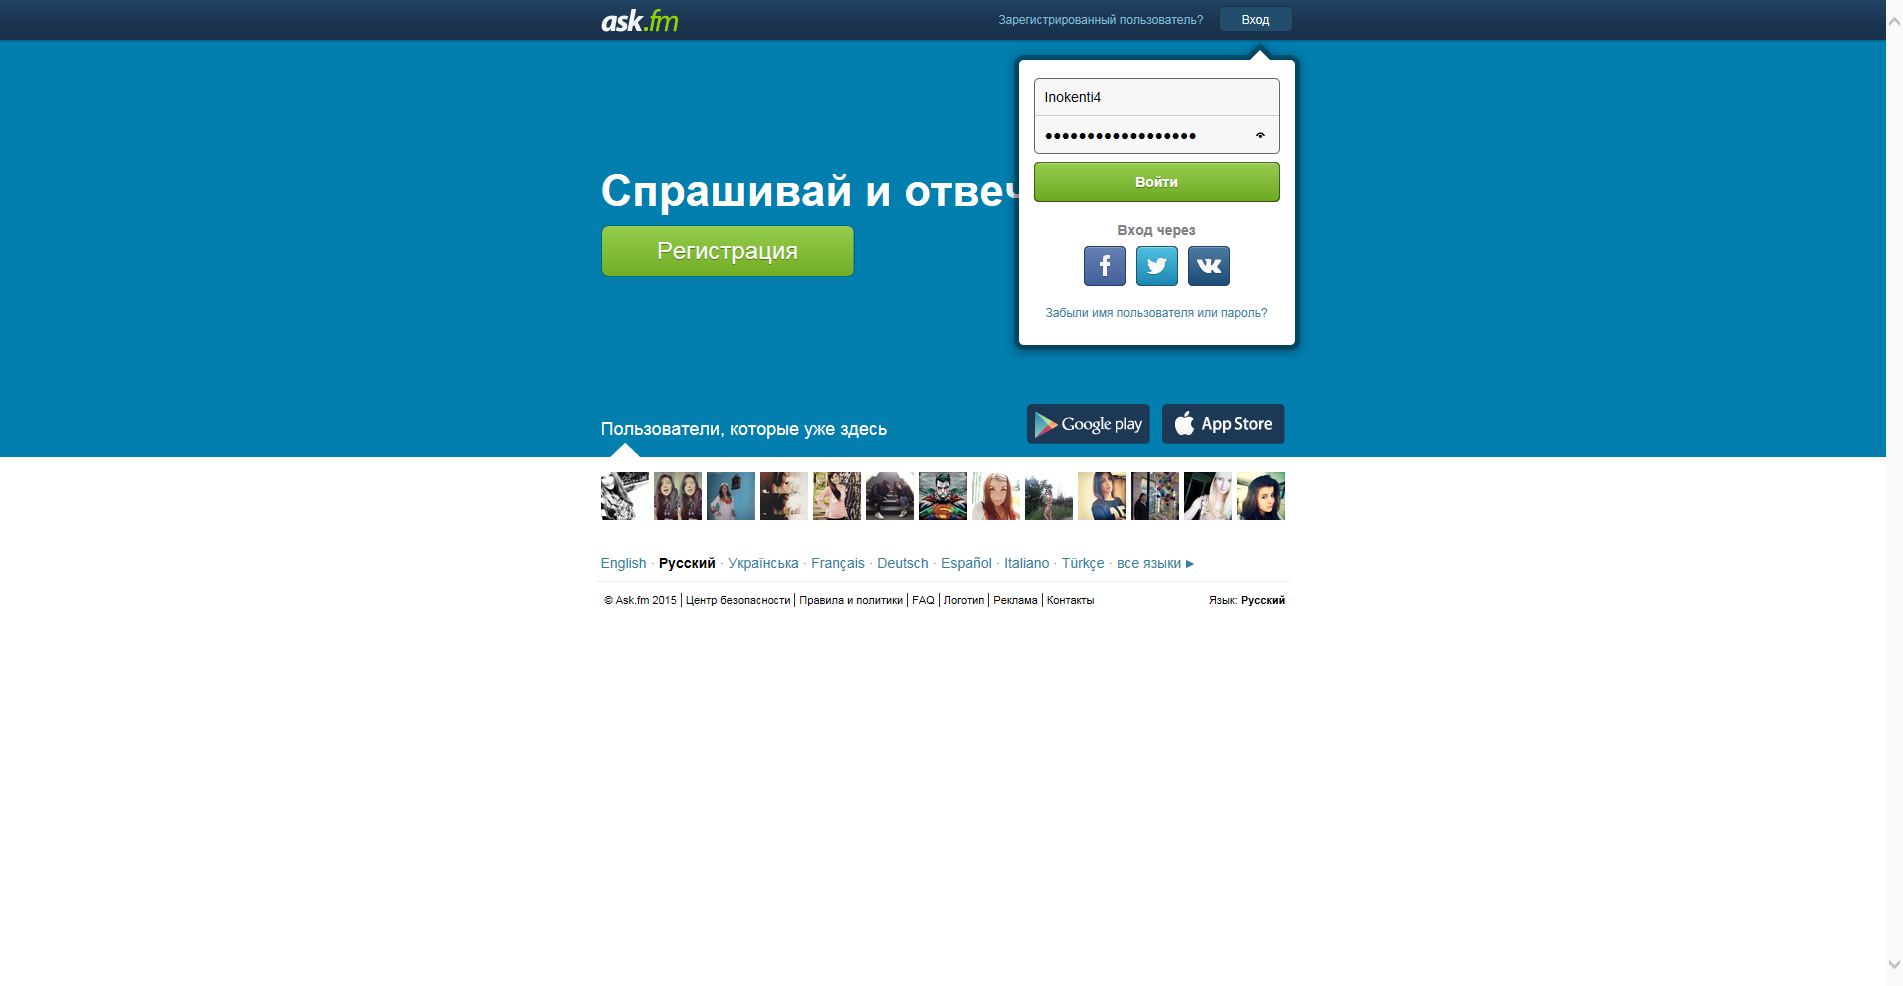 ask.fm
Зарегистрированный пользователь?
Вход
Inokenti4
Войти
Вход через
Забыли имя пользователя или пароль?
Спрашивай и отвеч
Регистрация
Пользователи, которые уже здесь
Google play
App Store
English · Русский · Українська · Français · Deutsch · Español · Italiano · Türkçe · все языки ►
© Ask.fm 2015 | Центр безопасности | Правила и политики | FAQ | Логотип | Реклама | Контакты
Язык: Русский